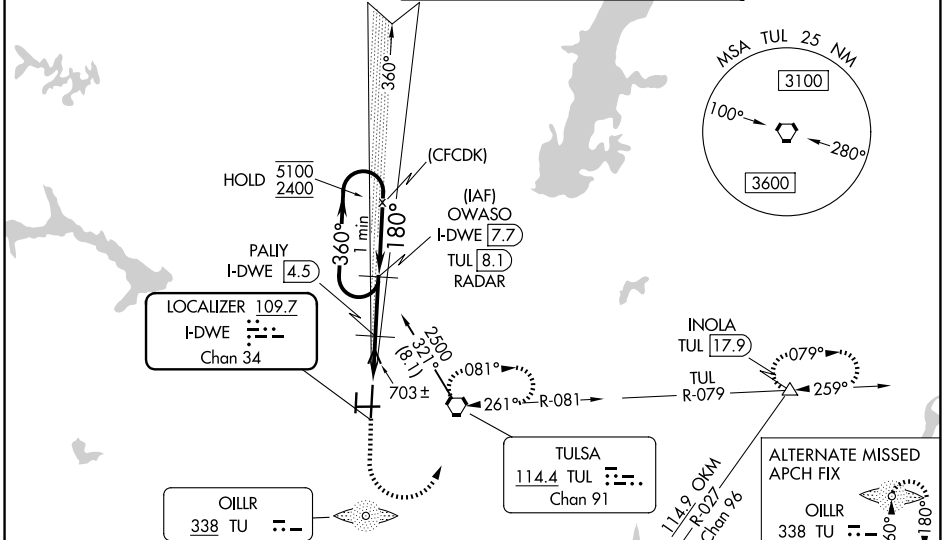 MSA TUL 25 NM
3100
100°
280°
3600
360°
(CFCDK)
HOLD 5100
2400
360°
1 min
180°
(IAF)
OWASO
I-DWE 7.7
TUL 8.1
RADAR
PALIY
I-DWE 4.5
LOCALIZER 109.7
I-DWE
Chan 34
2500
321°
(8.1)
703±
081°
261°
R-081
INOLA
TUL 17.9
079°
259°
TUL
R-079
TULSA
114.4 TUL
Chan 91
114.9 OKM
R-027
Chan 96
OILLR
338 TU
ALTERNATE MISSED
APCH FIX
OILLR
338 TU
180°